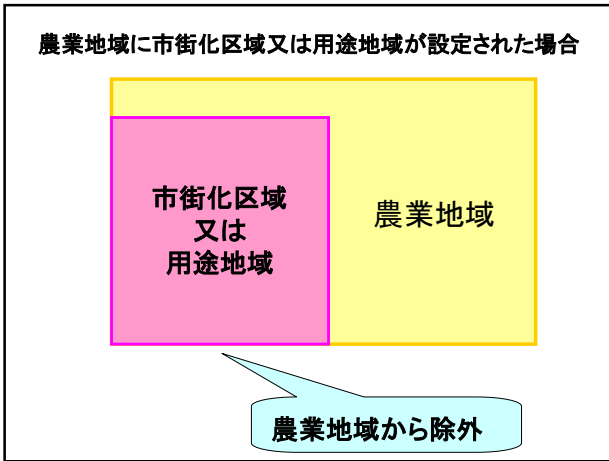 農業地域に市街化区域又は用途地域が設定された場合
市街化区域
又は
用途地域
農業地域
農業地域から除外